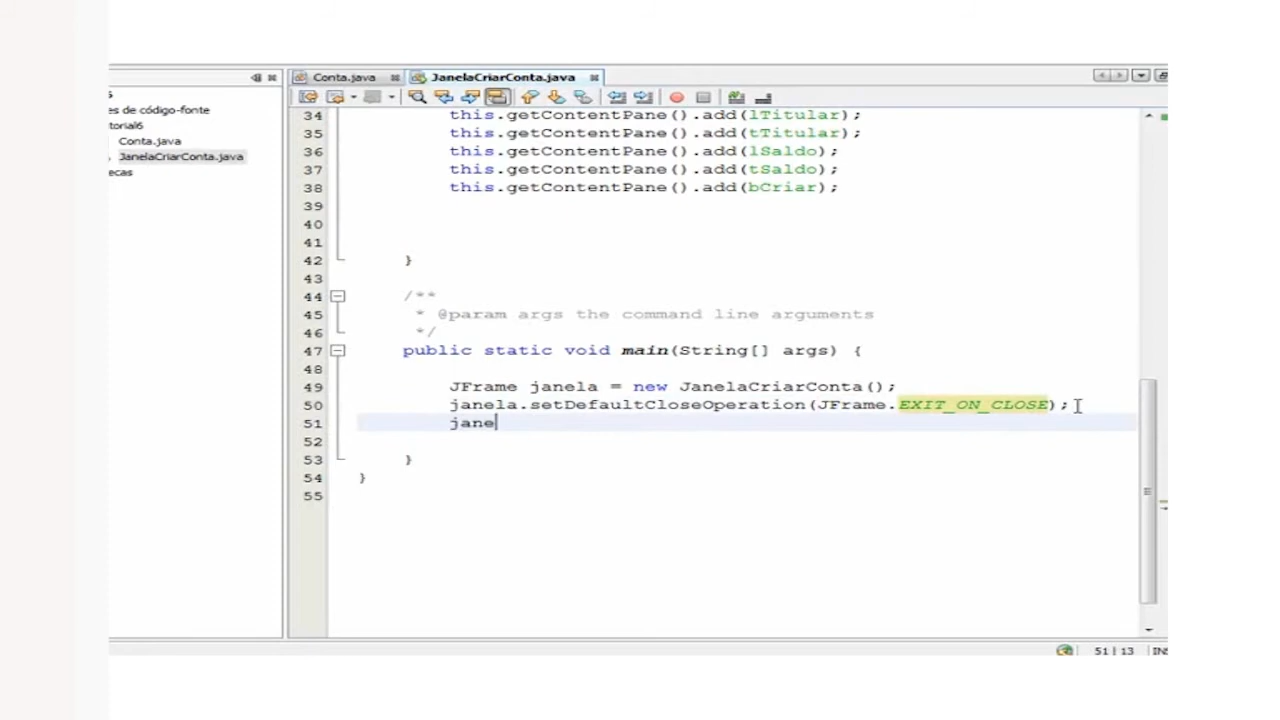 Conta.java
JanelaCriarConta.java
es de código-fonte
torial6
Conta.java
JanelaCriarConta.java
ecas
34 this.getContentPane().add(lTitular);
35 this.getContentPane().add(tTitular);
36 this.getContentPane().add(lSaldo);
37 this.getContentPane().add(tSaldo);
38 this.getContentPane().add(bCriar);
39
40
41
42 }
43
44 /**
45 * @param args the command line arguments
46 */
47 public static void main(String[] args) {
48
49 JFrame janela = new JanelaCriarConta();
50 janela.setDefaultCloseOperation(JFrame.EXIT_ON_CLOSE);
51 jane
52
53 }
54 }
55
51 | 13 IN